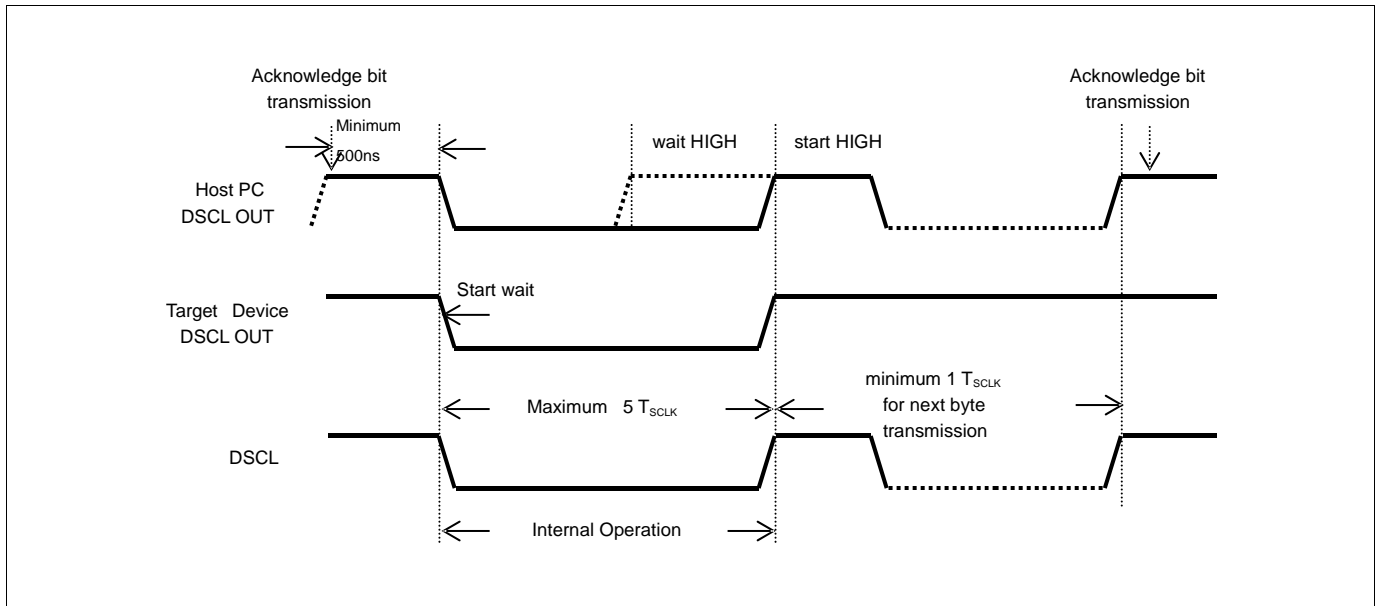 Acknowledge bit
transmission
Acknowledge bit
transmission
Minimum
500ns
wait HIGH
start HIGH
Host PC
DSCL OUT
Start wait
Target Device
DSCL OUT
minimum 1 TSCLK
for next byte
transmission
Maximum 5 TSCLK
DSCL
Internal Operation